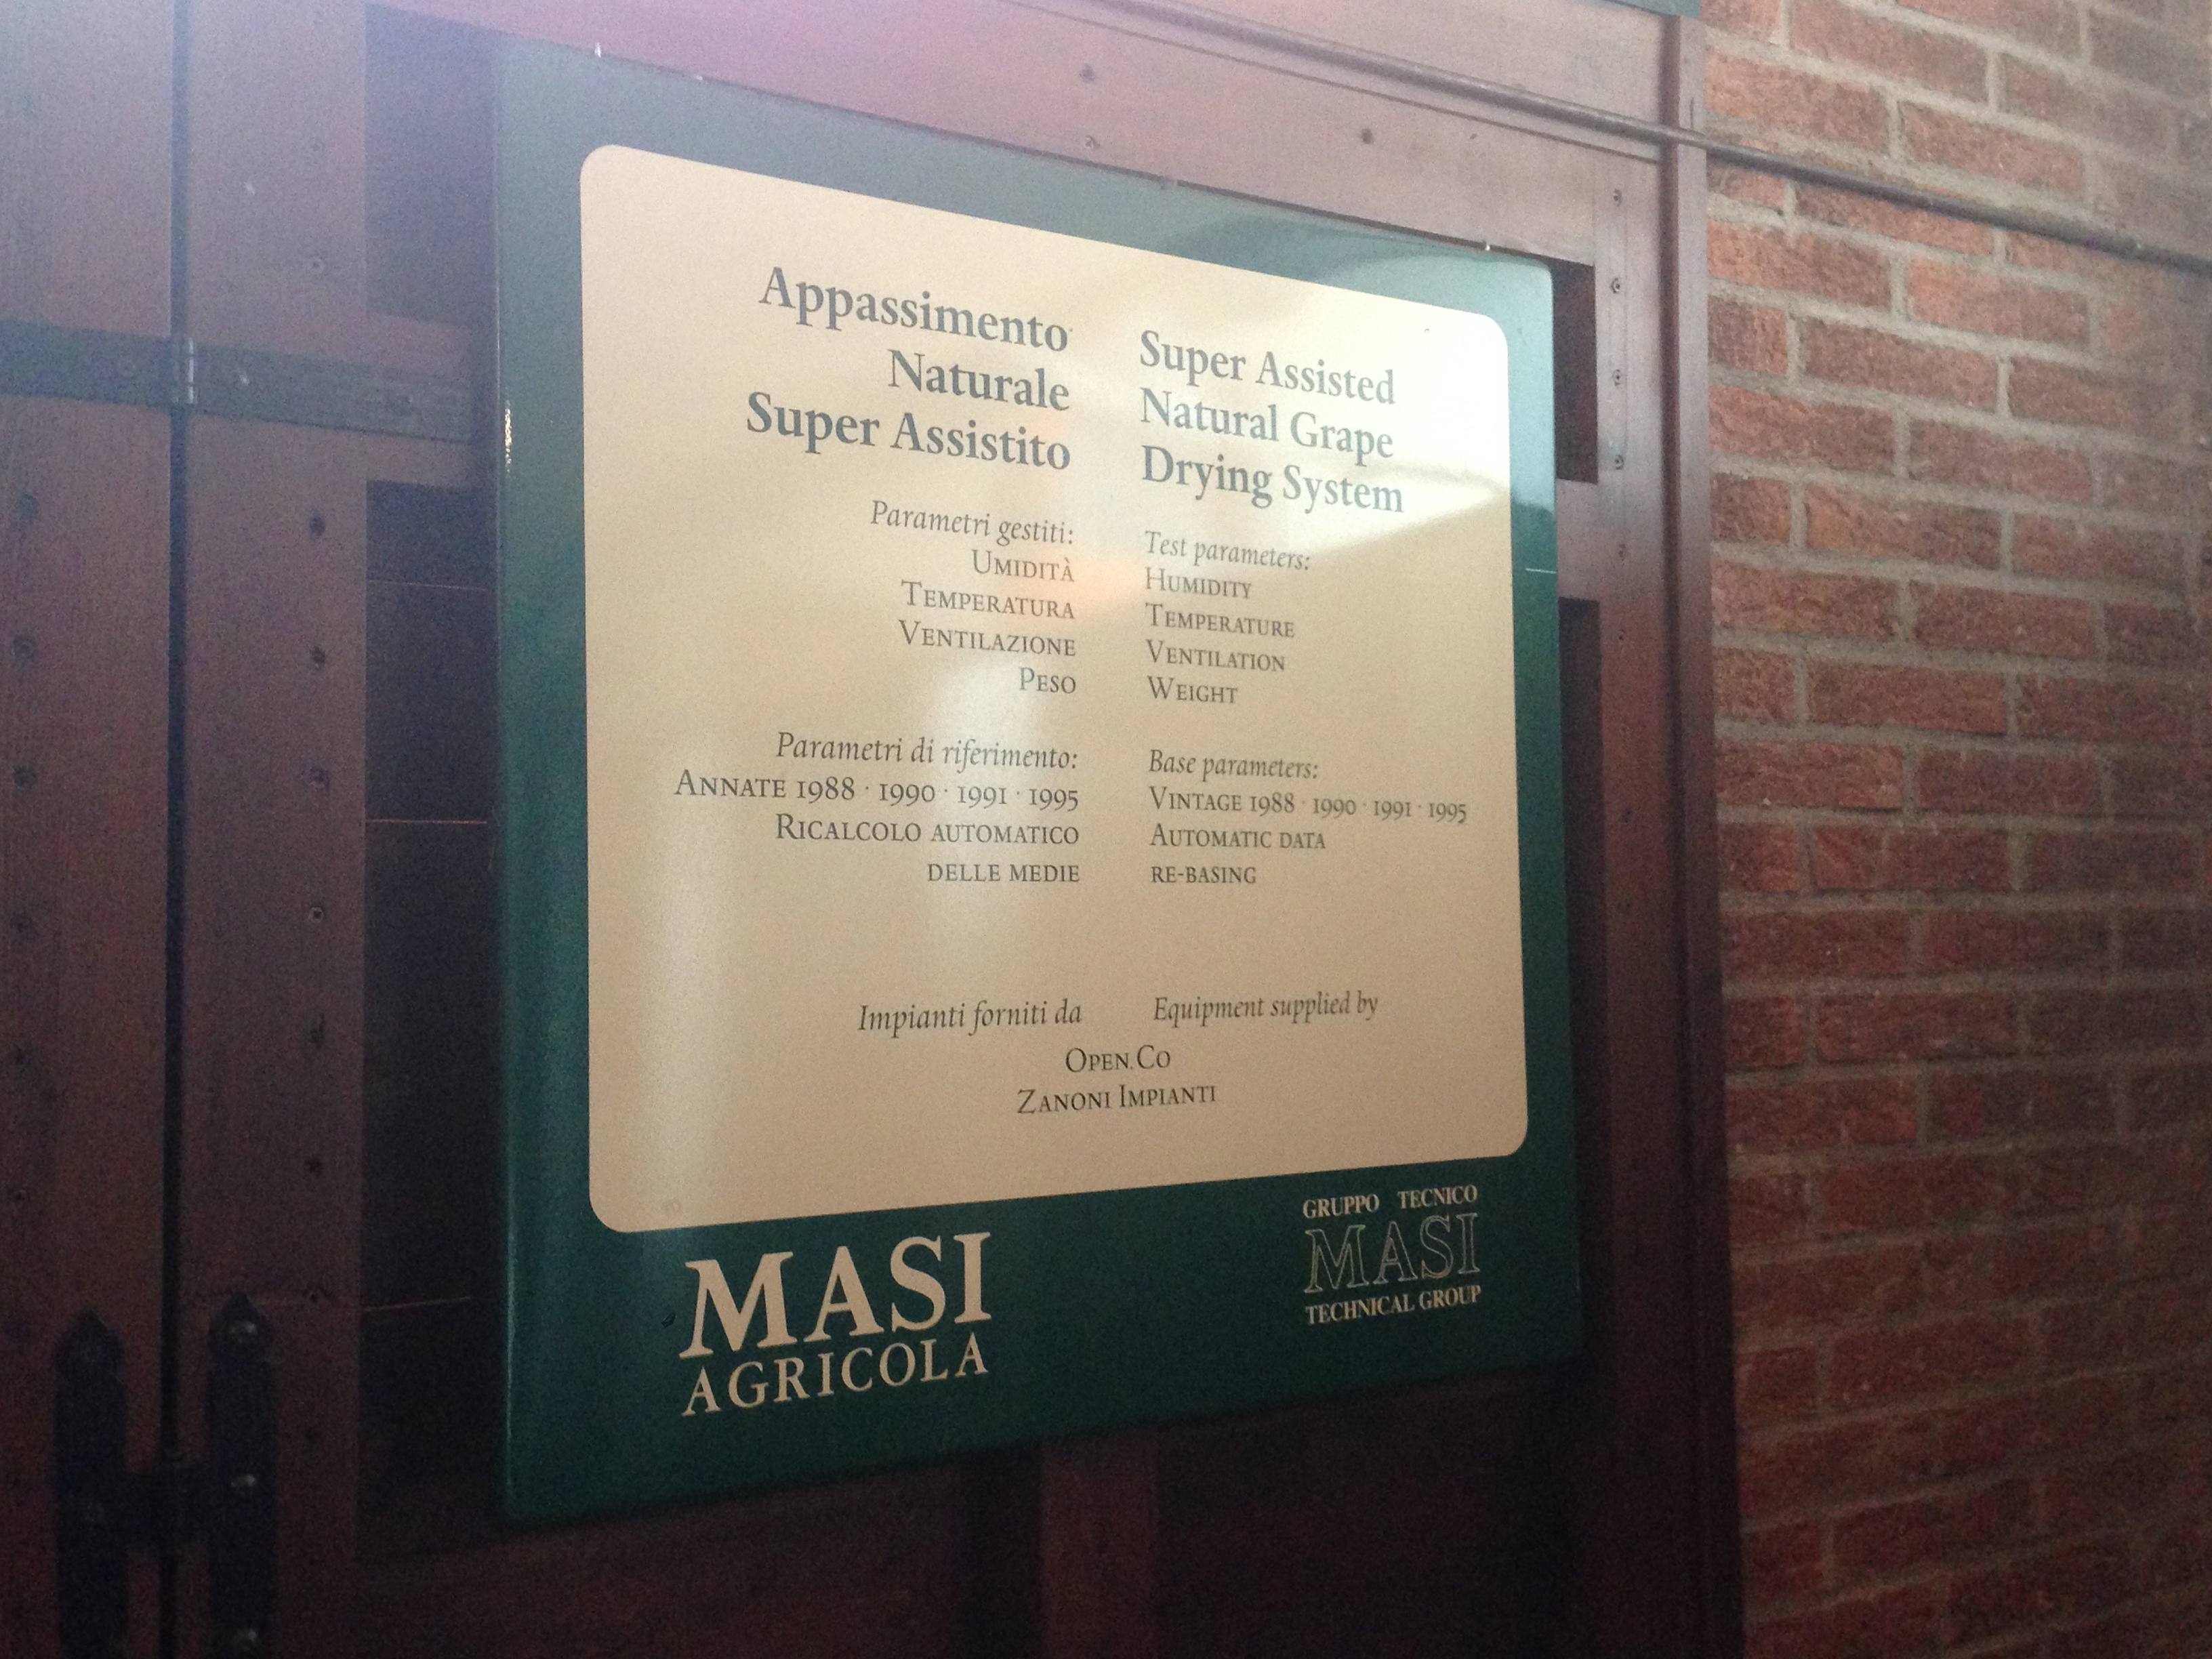 Appassimento
Naturale
Super Assistito
Parametri gestiti:
UMIDITÀ
TEMPERATURA
VENTILAZIONE
PESO
Parametri di riferimento:
ANNATE 1988 · 1990 · 1991 · 1995
RICALCOLO AUTOMATICO
DELLE MEDIE
Super Assisted
Natural Grape
Drying System
Test parameters:
HUMIDITY
TEMPERATURE
VENTILATION
WEIGHT
Base parameters:
VINTAGE 1988 · 1990 · 1991 · 1995
AUTOMATIC DATA
RE-BASING
Impianti forniti da
Equipment supplied by
OPEN.CO
ZANONI IMPIANTI
MASI
AGRICOLA
GRUPPO TECNICO
MASI
TECHNICAL GROUP